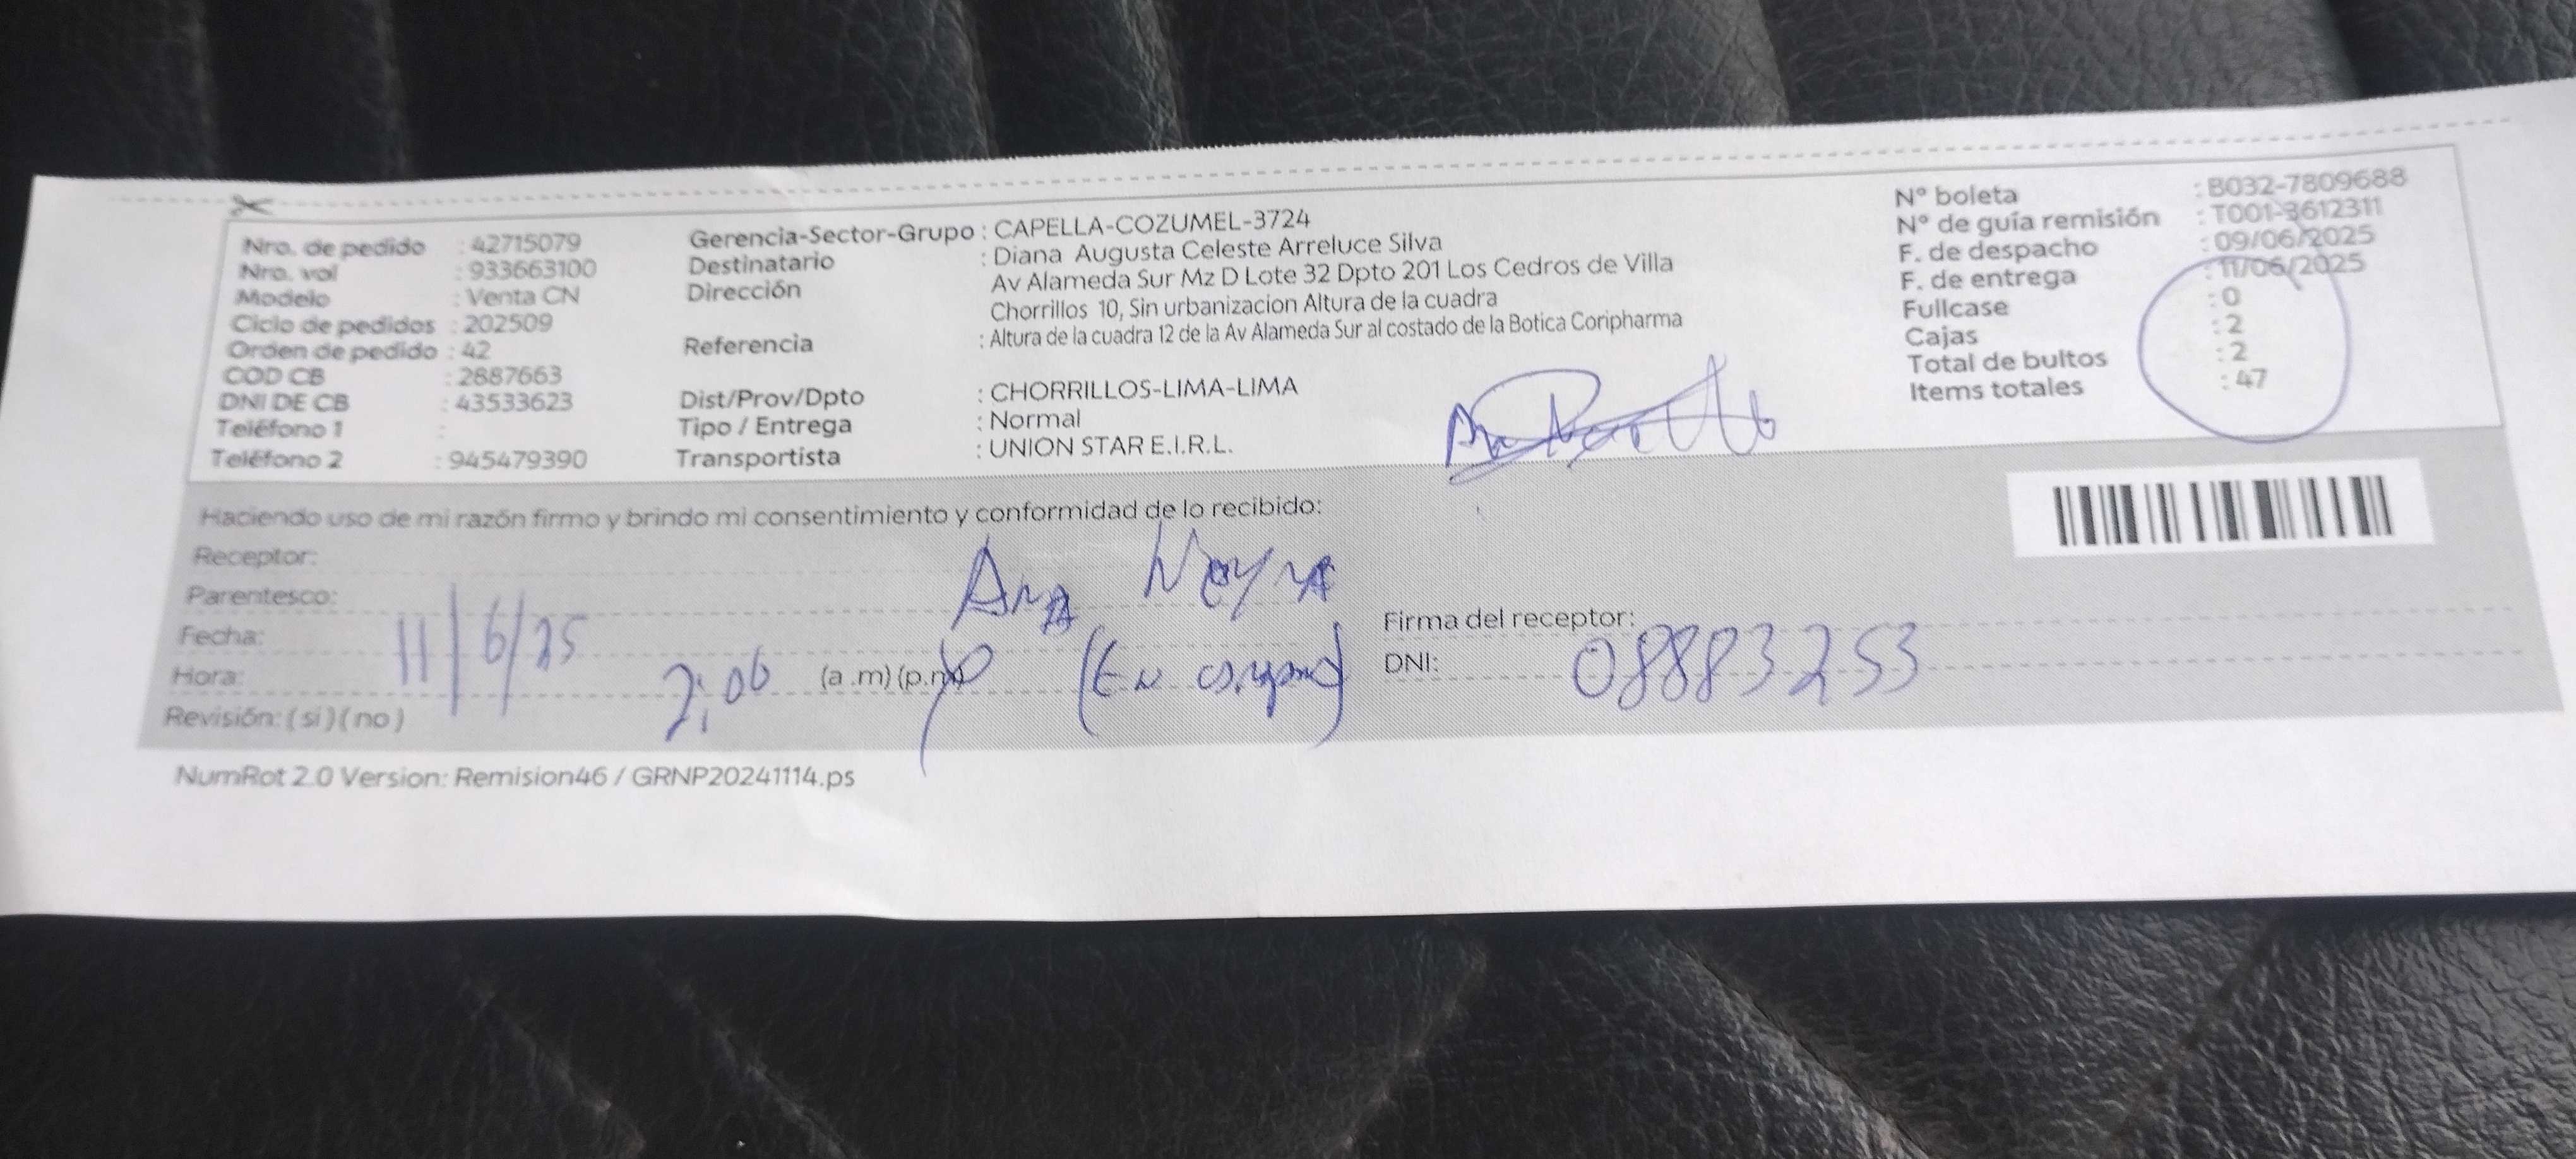 Nro. de pedido : 42715079
Nro. vol : 933663100
Modelo : Venta CN
Ciclo de pedidos : 202509
Orden de pedido : 42
COD CB : 2887663
DNI DE CB : 43533623
Teléfono 1 :
Teléfono 2 : 945479390
Gerencia-Sector-Grupo : CAPELLA-COZUMEL-3724
Destinatario : Diana Augusta Celeste Arreluce Silva
Dirección Av Alameda Sur Mz D Lote 32 Dpto 201 Los Cedros de Villa
Chorrillos 10, Sin urbanizacion Altura de la cuadra
Referencia : Altura de la cuadra 12 de la Av Alameda Sur al costado de la Botica Coripharma
Dist/Prov/Dpto : CHORRILLOS-LIMA-LIMA
Tipo / Entrega : Normal
Transportista : UNION STAR E.I.R.L.
N° boleta : B032-7809688
N° de guía remisión : T001-3612311
F. de despacho : 09/06/2025
F. de entrega : 11/06/2025
Fullcase : 0
Cajas : 2
Total de bultos : 2
Items totales : 47
Haciendo uso de mi razón firmo y brindo mi consentimiento y conformidad de lo recibido:
Receptor: Ana Neyra
Parentesco:
Fecha: 11/6/25
Hora: 2:06 (a.m) (p.m)
Revisión: ( si ) ( no )
Firma del receptor:
DNI: 08883253
NumRot 2.0 Version: Remision46 / GRNP20241114.ps